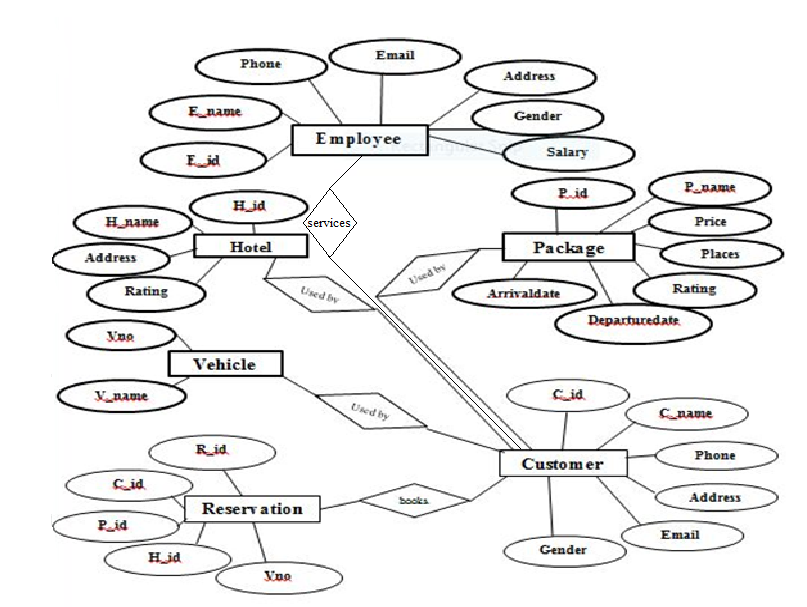 Email
Phone
Address
E_name
Gender
Employee
Salary
E_id
P_id
P_name
H_id
H_name
services
Price
Hotel
Package
Places
Address
Used by
Rating
Rating
Used by
Arrivaldate
Departuredate
Vno
Vehicle
V_name
Used by
C_id
C_name
R_id
Phone
Customer
C_id
Address
books
Reservation
P_id
Email
H_id
Gender
Vno